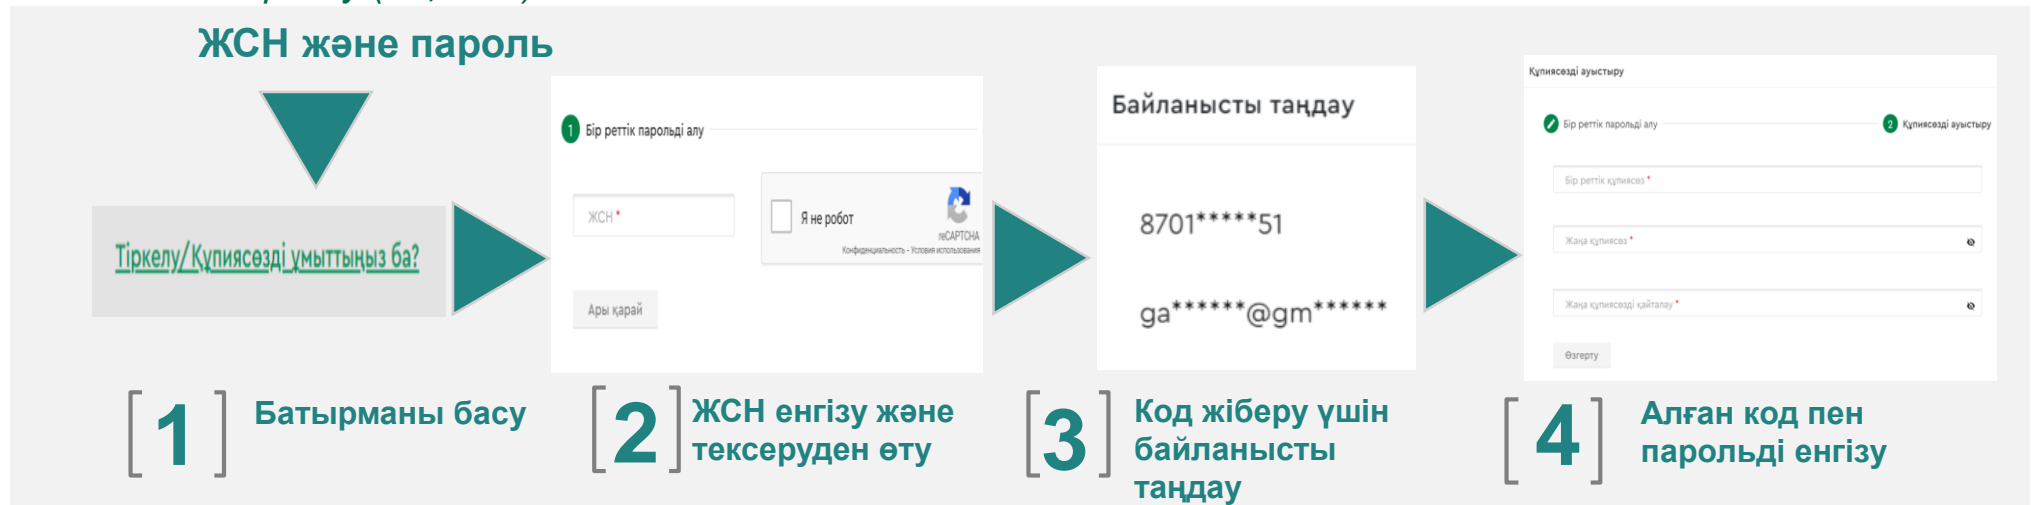 ЖСН және пароль
Тіркелу/Құпиясөзді ұмыттыңыз ба?
1 Бір реттік парольді алу
ЖСН *
Я не робот
reCAPTCHA
Конфиденциальность - Условия использования
Ары қарай
Байланысты таңдау
8701*****51
ga******@gm******
Құпиясөзді ауыстыру
Бір реттік парольді алу
2 Құпиясөзді ауыстыру
Бір реттік құпиясөз *
Жаңа құпиясөз *
Жаңа құпиясөзді қайталау *
Өзгерту
[1] Батырманы басу
[2] ЖСН енгізу және
тексеруден өту
[3] Код жіберу үшін
байланысты
таңдау
[4] Алған код пен
парольді енгізу